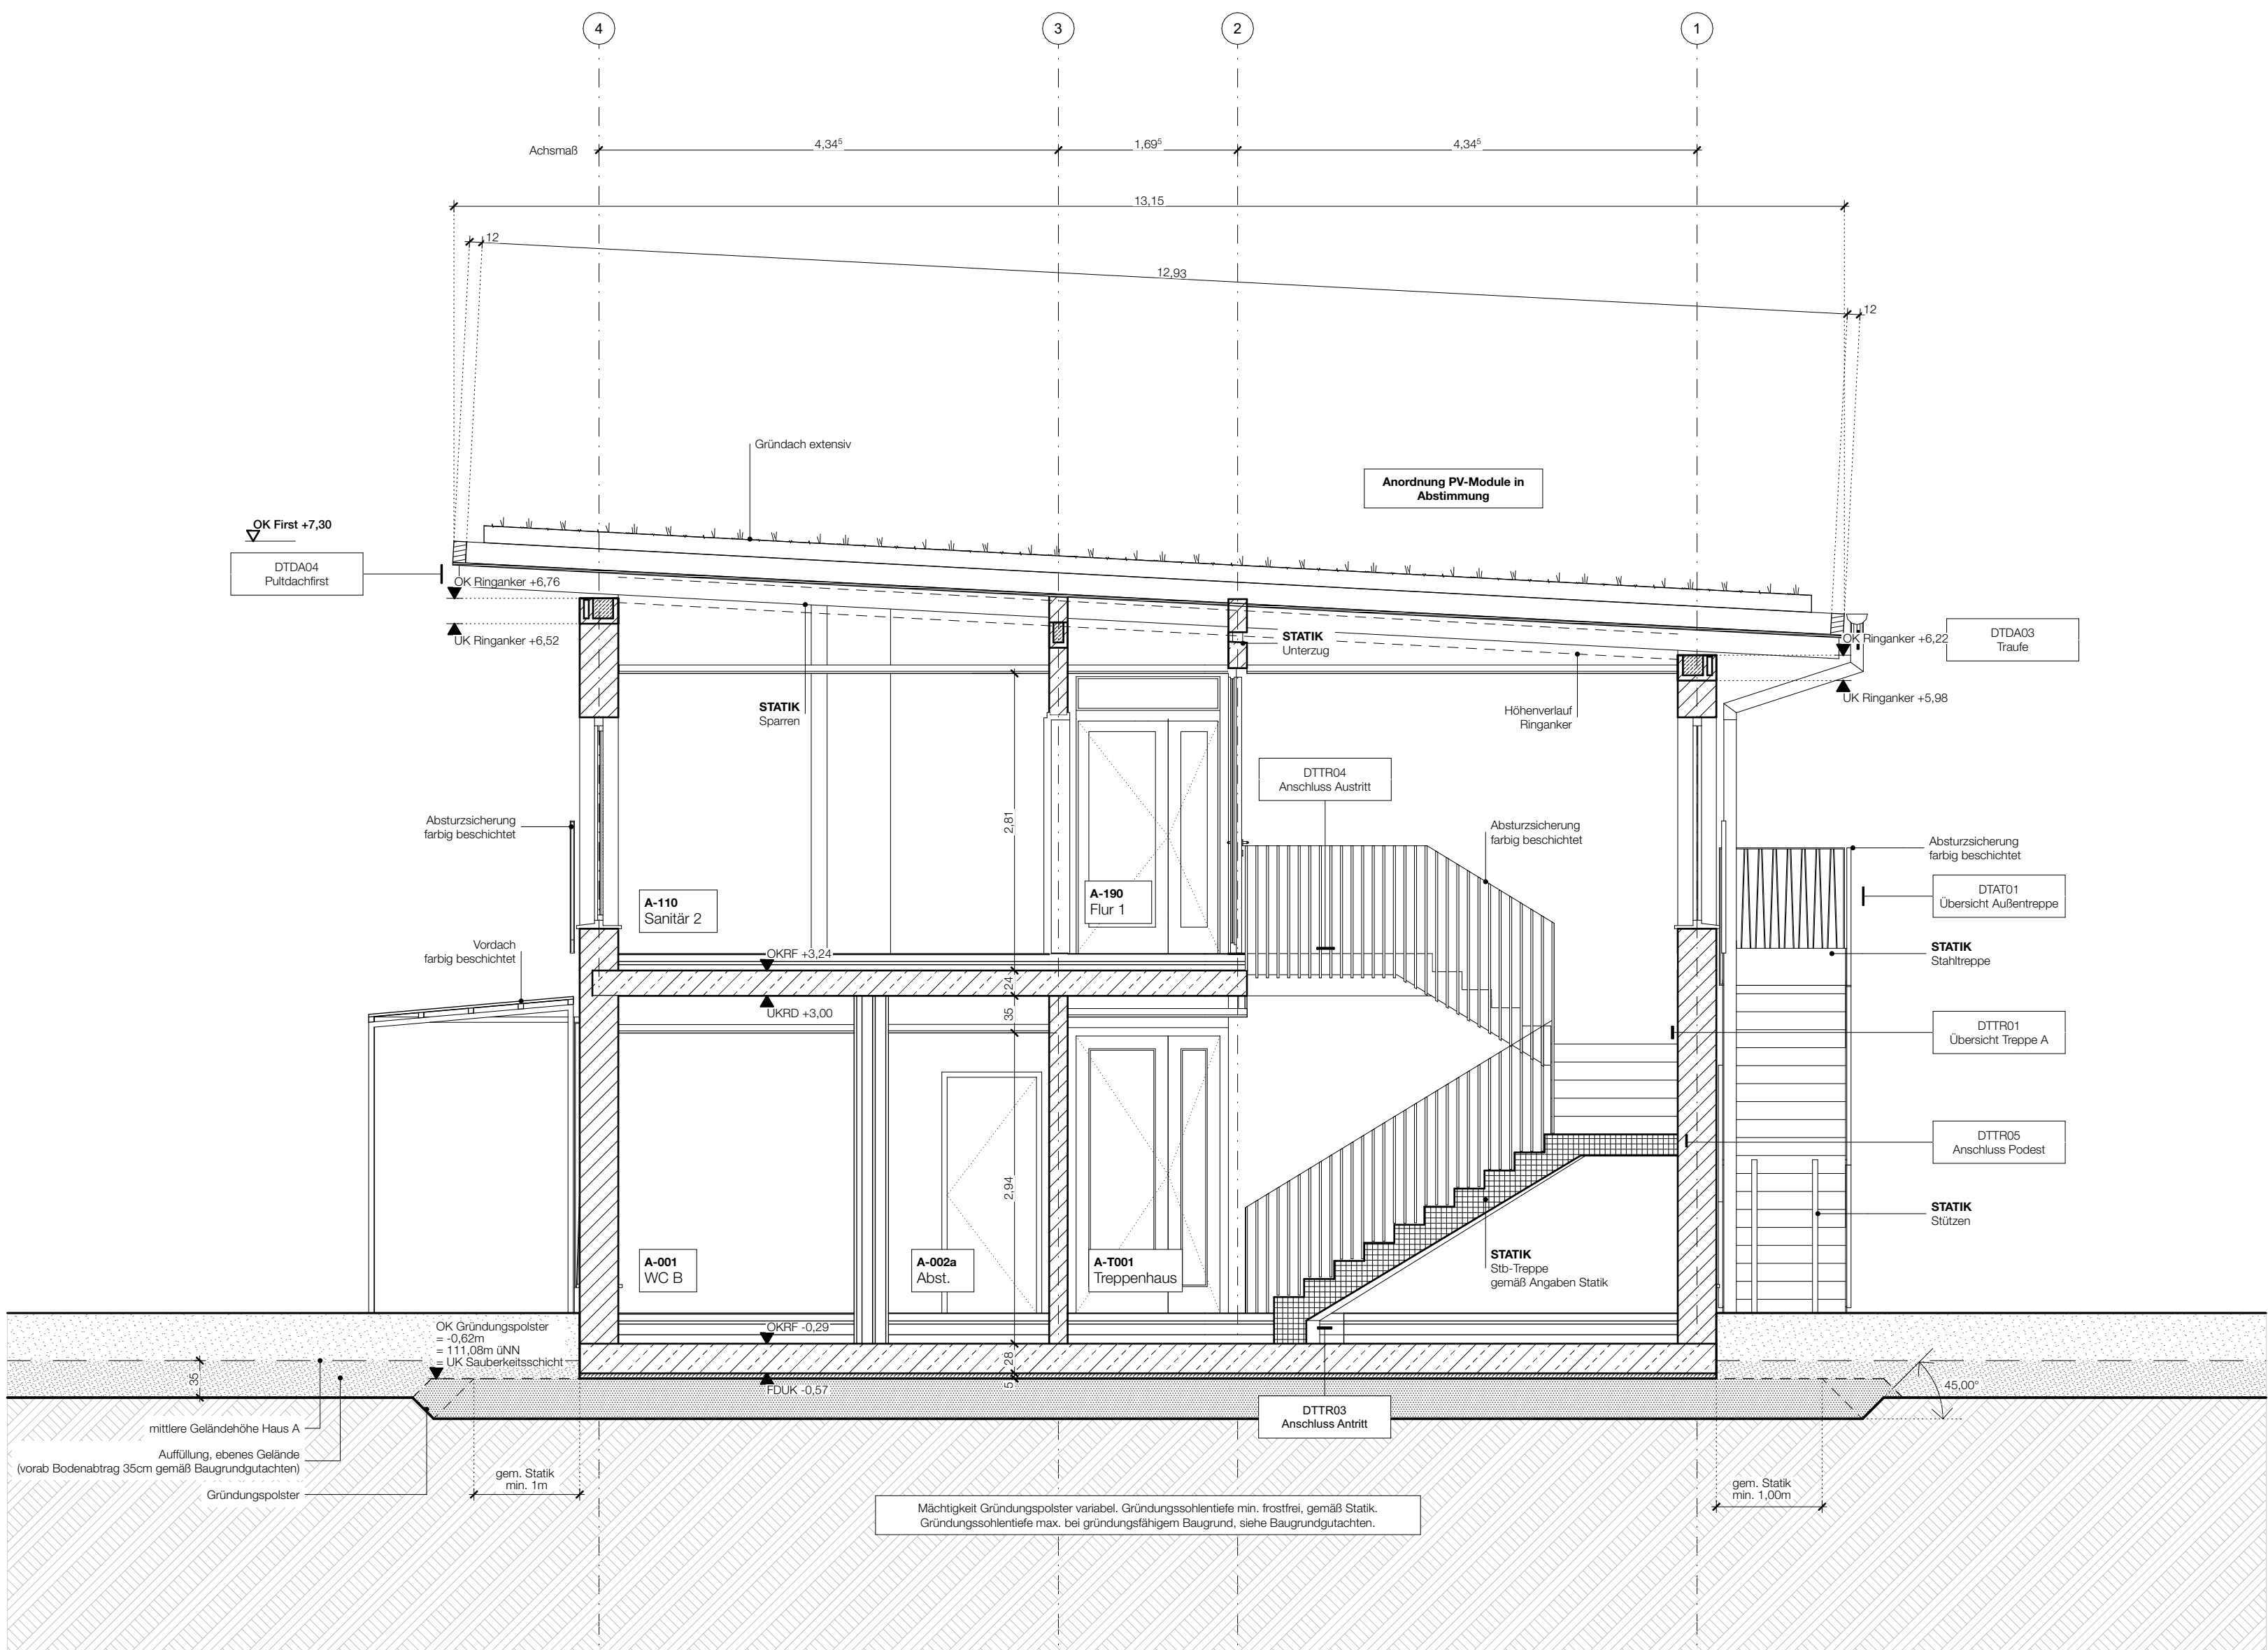 4
3
2
1
Achsmaß
4,34⁵
1,69⁵
4,34⁵
13,15
12
12,93
12
Gründach extensiv
Anordnung PV-Module in
Abstimmung
OK First +7,30
DTDA04
Pultdachfirst
OK Ringanker +6,76
UK Ringanker +6,52
STATIK
Unterzug
OK Ringanker +6,22
DTDA03
Traufe
UK Ringanker +5,98
STATIK
Sparren
Höhenverlauf
Ringanker
DTTR04
Anschluss Austritt
2,81
Absturzsicherung
farbig beschichtet
Absturzsicherung
farbig beschichtet
Absturzsicherung
farbig beschichtet
DTAT01
Übersicht Außentreppe
A-110
Sanitär 2
A-190
Flur 1
Vordach
farbig beschichtet
STATIK
Stahltreppe
OKRF +3,24
24
UKRD +3,00
35
DTTR01
Übersicht Treppe A
DTTR05
Anschluss Podest
2,94
STATIK
Stützen
A-001
WC B
A-002a
Abst.
A-T001
Treppenhaus
STATIK
Stb-Treppe
gemäß Angaben Statik
OK Gründungspolster
= -0,62m
= 111,08m üNN
= UK Sauberkeitsschicht
OKRF -0,29
28
5
FDUK -0,57
35
45,00°
DTTR03
Anschluss Antritt
mittlere Geländehöhe Haus A
Auffüllung, ebenes Gelände
(vorab Bodenabtrag 35cm gemäß Baugrundgutachten)
Gründungspolster
gem. Statik
min. 1m
gem. Statik
min. 1,00m
Mächtigkeit Gründungspolster variabel. Gründungssohlentiefe min. frostfrei, gemäß Statik.
Gründungssohlentiefe max. bei gründungsfähigem Baugrund, siehe Baugrundgutachten.